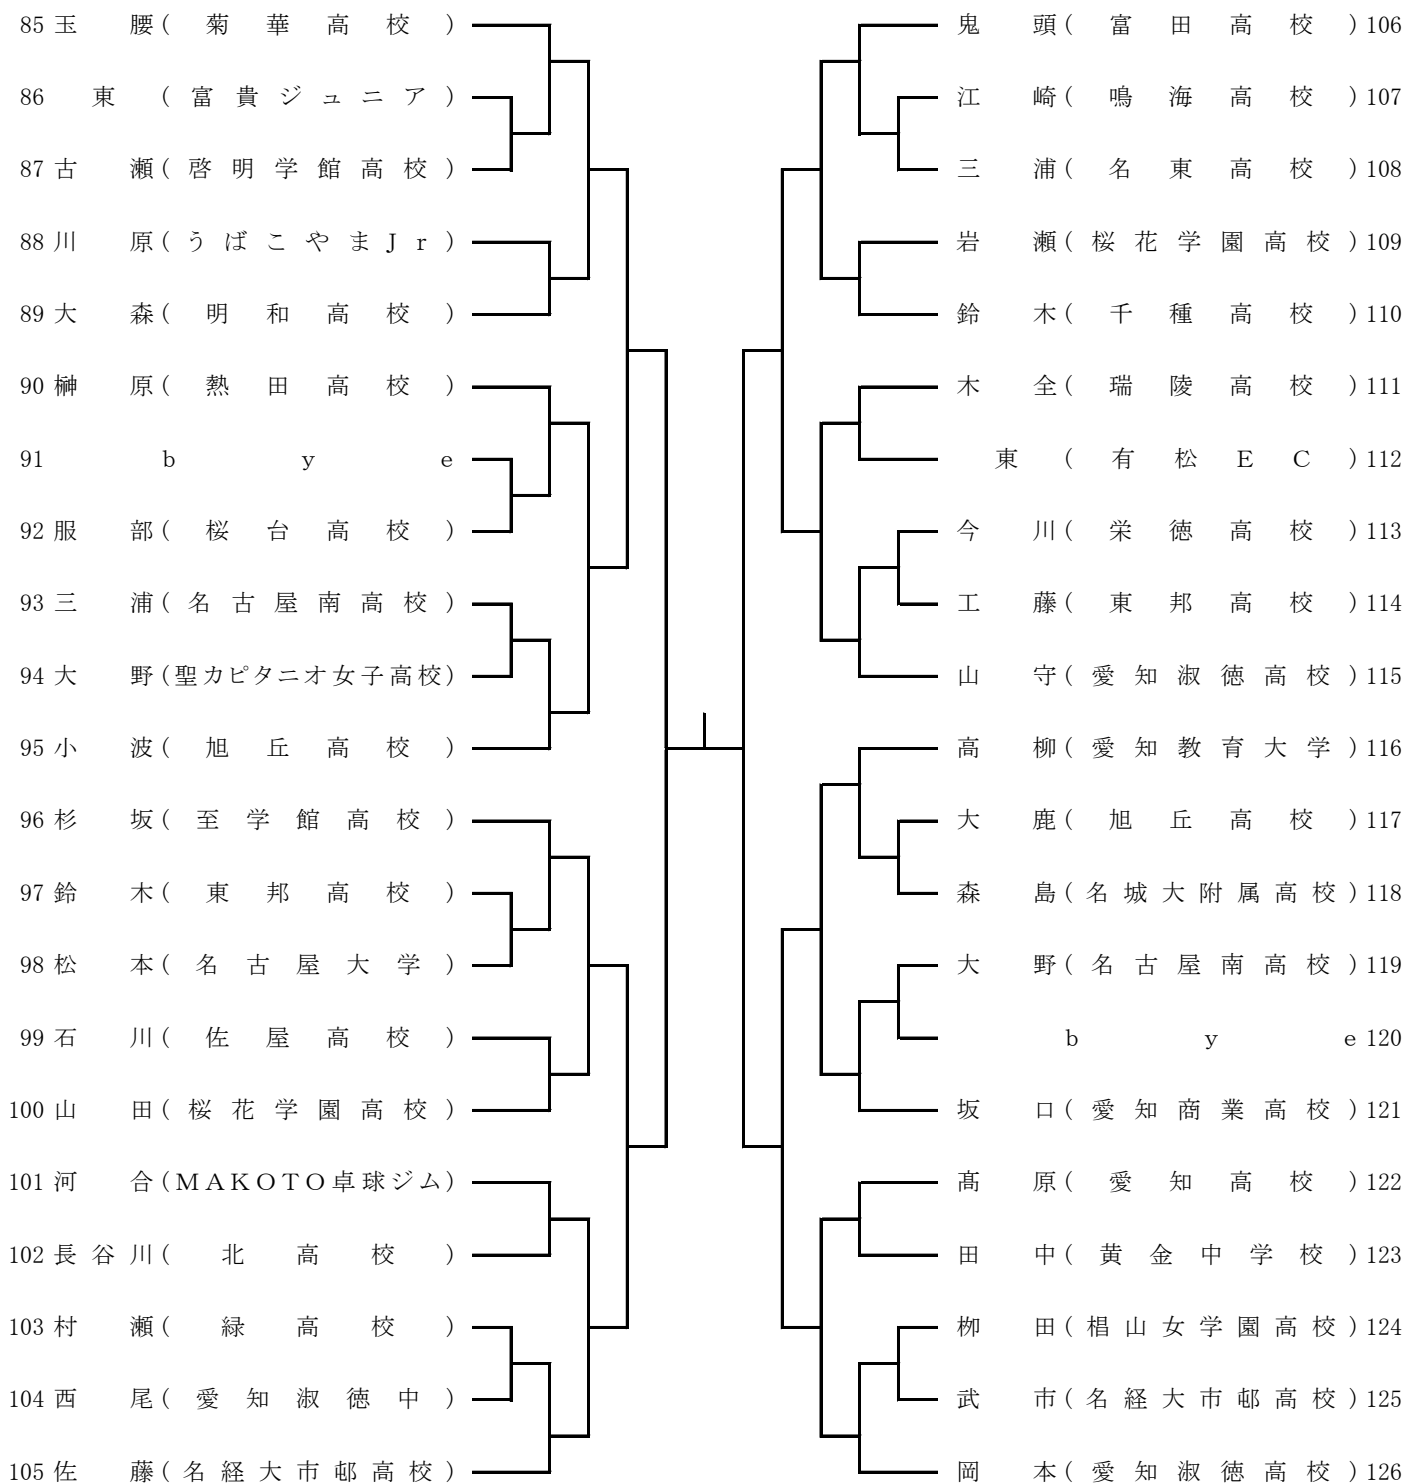 85 玉腰(菊華高校)
86 東(富貴ジュニア)
87 古瀬(啓明学館高校)
88 川原(うばこやまJr)
89 大森(明和高校)
90 榊原(熱田高校)
91 bye
92 服部(桜台高校)
93 三浦(名古屋南高校)
94 大野(聖カピタニオ女子高校)
95 小波(旭丘高校)
96 杉坂(至学館高校)
97 鈴木(東邦高校)
98 松本(名古屋大学)
99 石川(佐屋高校)
100 山田(桜花学園高校)
101 河合(MAKOTO卓球ジム)
102 長谷川(北高校)
103 村瀬(緑高校)
104 西尾(愛知淑徳中)
105 佐藤(名経大市邨高校)
鬼頭(富田高校)106
江崎(鳴海高校)107
三浦(名東高校)108
岩瀬(桜花学園高校)109
鈴木(千種高校)110
木全(瑞陵高校)111
東(有松EC)112
今川(栄徳高校)113
工藤(東邦高校)114
山守(愛知淑徳高校)115
高柳(愛知教育大学)116
大鹿(旭丘高校)117
森島(名城大附属高校)118
大野(名古屋南高校)119
bye 120
坂口(愛知商業高校)121
髙原(愛知高校)122
田中(黄金中学校)123
栁田(椙山女学園高校)124
武市(名経大市邨高校)125
岡本(愛知淑徳高校)126